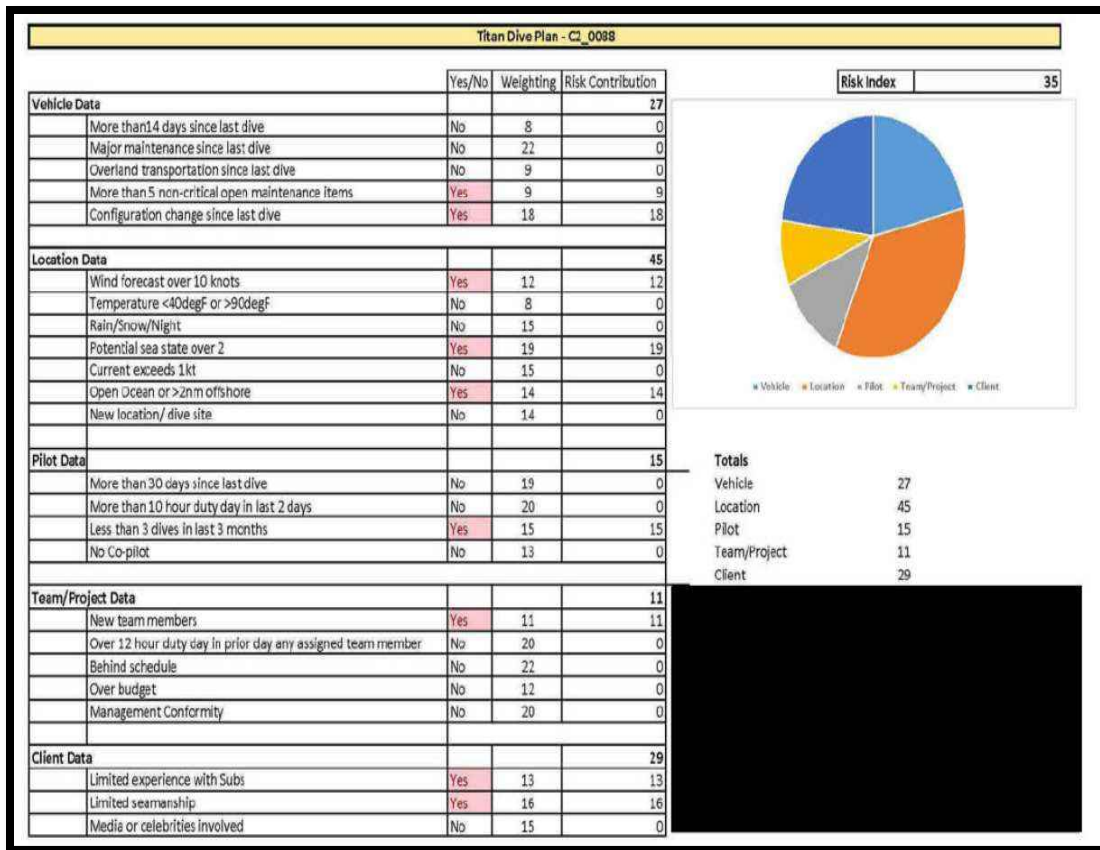 Titan Dive Plan - C2_0088
Yes/No Weighting Risk Contribution
Risk Index 35
Vehicle Data 27
More than14 days since last dive No 8 0
Major maintenance since last dive No 22 0
Overland transportation since last dive No 9 0
More than 5 non-critical open maintenance items Yes 9 9
Configuration change since last dive Yes 18 18
Location Data 45
Wind forecast over 10 knots Yes 12 12
Temperature <40degF or >90degF No 8 0
Rain/Snow/Night No 15 0
Potential sea state over 2 Yes 19 19
Current exceeds 1kt No 15 0
Open Ocean or >2nm offshore Yes 14 14
New location/ dive site No 14 0
Vehicle Location Pilot Team/Project Client
Pilot Data 15
More than 30 days since last dive No 19 0
More than 10 hour duty day in last 2 days No 20 0
Less than 3 dives in last 3 months Yes 15 15
No Co-pilot No 13 0
Totals
Vehicle 27
Location 45
Pilot 15
Team/Project 11
Client 29
Team/Project Data 11
New team members Yes 11 11
Over 12 hour duty day in prior day any assigned team member No 20 0
Behind schedule No 22 0
Over budget No 12 0
Management Conformity No 20 0
Client Data 29
Limited experience with Subs Yes 13 13
Limited seamanship Yes 16 16
Media or celebrities involved No 15 0